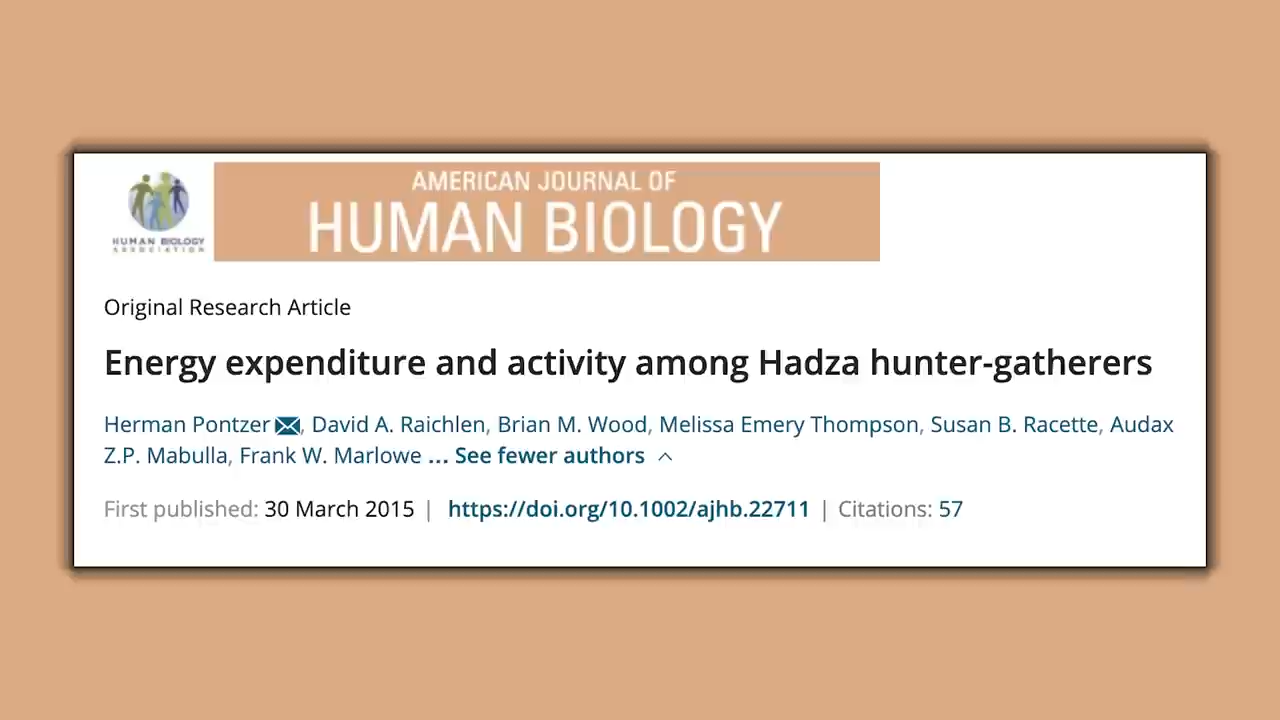 HUMAN BIOLOGY
ASSOCIATION
AMERICAN JOURNAL OF
HUMAN BIOLOGY
Original Research Article
Energy expenditure and activity among Hadza hunter-gatherers
Herman Pontzer, David A. Raichlen, Brian M. Wood, Melissa Emery Thompson, Susan B. Racette, Audax
Z.P. Mabulla, Frank W. Marlowe ... See fewer authors
First published: 30 March 2015 | https://doi.org/10.1002/ajhb.22711 | Citations: 57